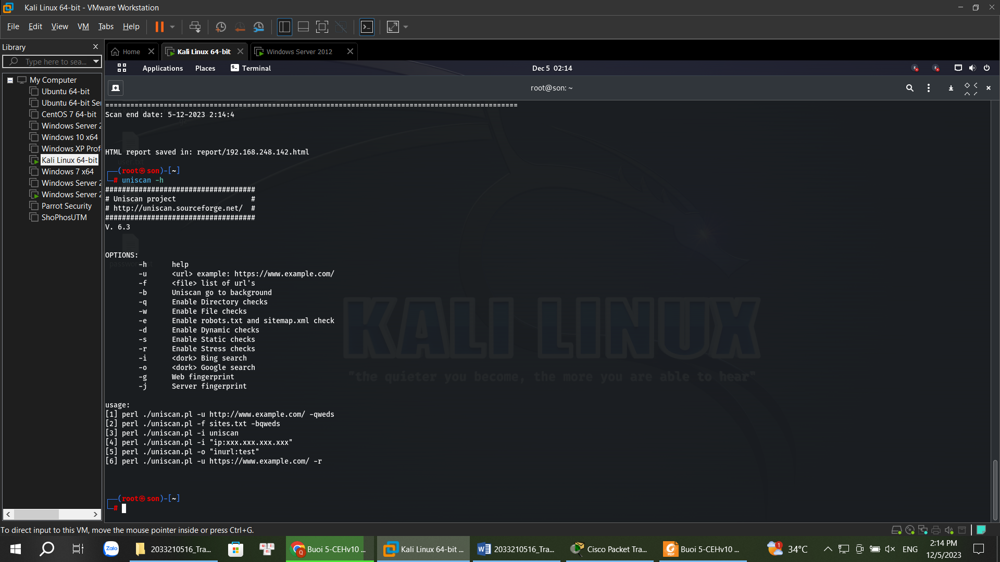 Kali Linux 64-bit - VMware Workstation
File Edit View VM Tabs Help
Library
Type here to sea...
My Computer
Ubuntu 64-bit
Ubuntu 64-bit Ser
CentOS 7 64-bit
Windows Server 2
Windows 10 x64
Windows XP Prof
Kali Linux 64-bit
Windows 7 x64
Windows Server 2
Windows Server 2
Parrot Security
ShoPhosUTM
Home
Kali Linux 64-bit
Windows Server 2012
Applications Places Terminal
Dec 5 02:14
root@son: ~
===================================================================================================
Scan end date: 5-12-2023 2:14:4
HTML report saved in: report/192.168.248.142.html
┌──(root㉿son)-[~]
└─# uniscan -h
####################################
# Uniscan project                  #
# http://uniscan.sourceforge.net/  #
####################################
V. 6.3
OPTIONS:
-h help
-u <url> example: https://www.example.com/
-f <file> list of url's
-b Uniscan go to background
-q Enable Directory checks
-w Enable File checks
-e Enable robots.txt and sitemap.xml check
-d Enable Dynamic checks
-s Enable Static checks
-r Enable Stress checks
-i <dork> Bing search
-o <dork> Google search
-g Web fingerprint
-j Server fingerprint
usage:
[1] perl ./uniscan.pl -u http://www.example.com/ -qweds
[2] perl ./uniscan.pl -f sites.txt -bqweds
[3] perl ./uniscan.pl -i uniscan
[4] perl ./uniscan.pl -i "ip:xxx.xxx.xxx.xxx"
[5] perl ./uniscan.pl -o "inurl:test"
[6] perl ./uniscan.pl -u https://www.example.com/ -r
┌──(root㉿son)-[~]
└─#
KALI LINUX
"the quieter you become, the more you are able to hear"
To direct input to this VM, move the mouse pointer inside or press Ctrl+G.
Zalo
2033210516_Tra...
Buoi 5-CEHv10 ...
Kali Linux 64-bit ...
2033210516_Tra...
Cisco Packet Tra...
Buoi 5-CEHv10 ...
1
34°C
ENG
2:14 PM
12/5/2023